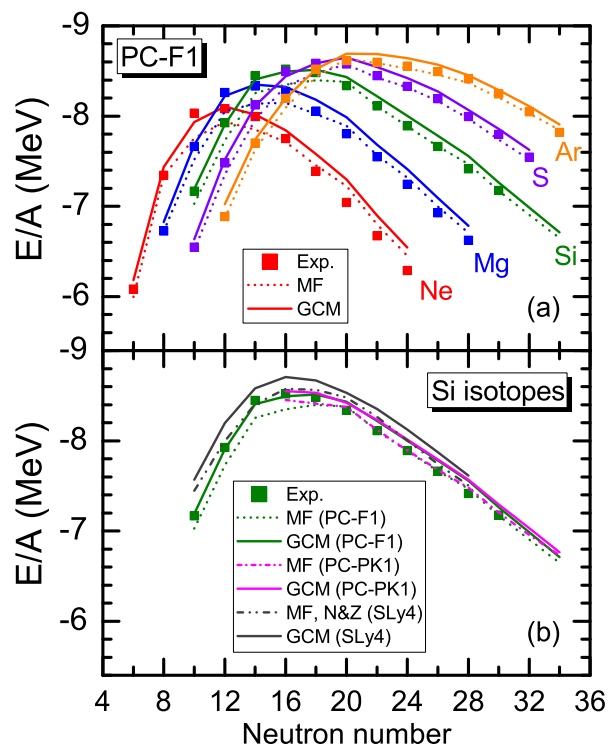 PC-F1
E/A (MeV)
-9
-8
-7
-6
Exp.
MF
GCM
Ne
Mg
Si
S
Ar
(a)
E/A (MeV)
-9
-8
-7
-6
Si isotopes
Exp.
MF (PC-F1)
GCM (PC-F1)
MF (PC-PK1)
GCM (PC-PK1)
MF, N&Z (SLy4)
GCM (SLy4)
(b)
4 8 12 16 20 24 28 32 36
Neutron number